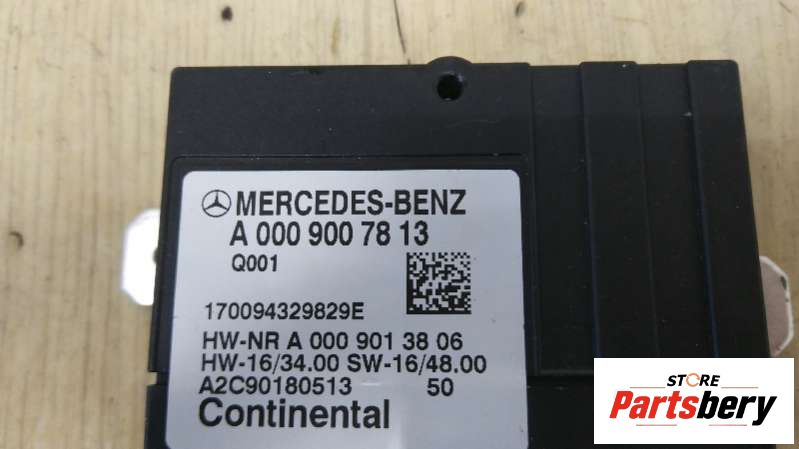 MERCEDES-BENZ
A 000 900 78 13
Q001
170094329829E
HW-NR A 000 901 38 06
HW-16/34.00 SW-16/48.00
A2C90180513 50
Continental
STORE
Partsbery